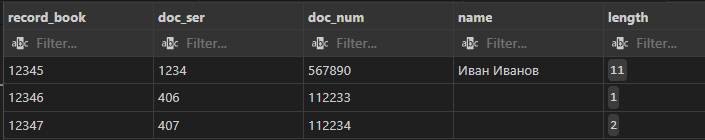 record_book doc_ser doc_num name length
Filter... Filter... Filter... Filter... Filter...
12345 1234 567890 Иван Иванов 11
12346 406 112233 1
12347 407 112234 2